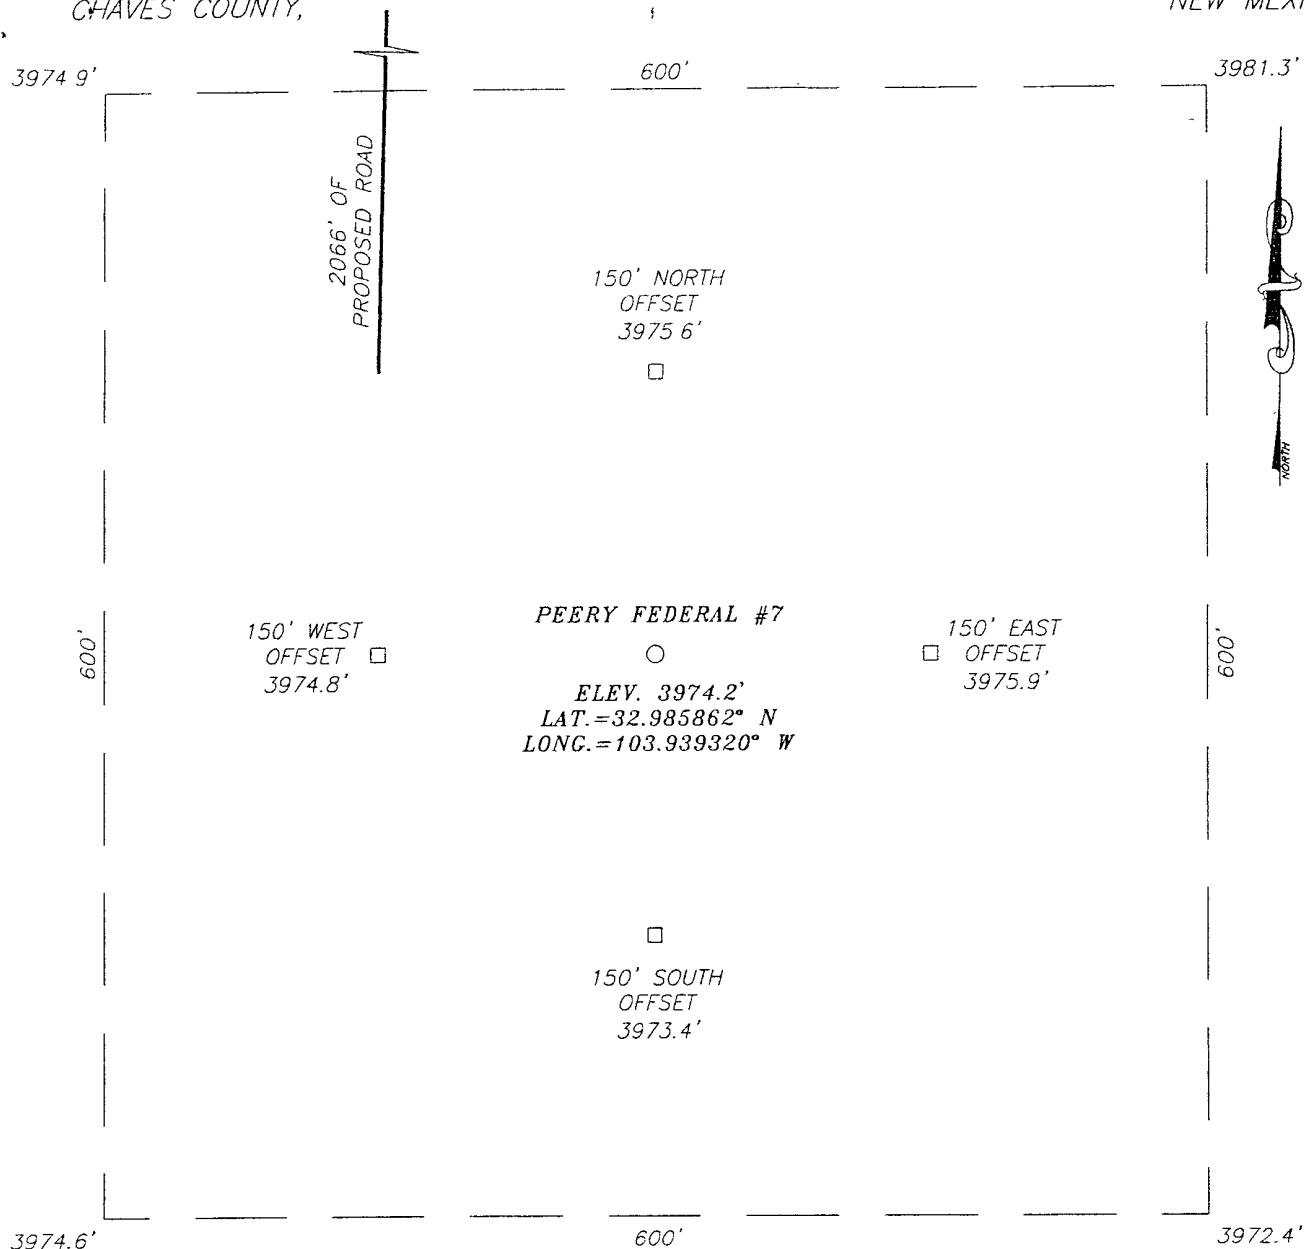 CHAVES COUNTY,
NEW MEXI
3974 9'
600'
3981.3'
2066' OF
PROPOSED ROAD
150' NORTH
OFFSET
3975 6'
NORTH
PEERY FEDERAL #7
150' WEST
OFFSET
3974.8'
150' EAST
OFFSET
3975.9'
600'
600'
ELEV. 3974.2'
LAT.=32.985862° N
LONG.=103.939320° W
150' SOUTH
OFFSET
3973.4'
3974.6'
600'
3972.4'